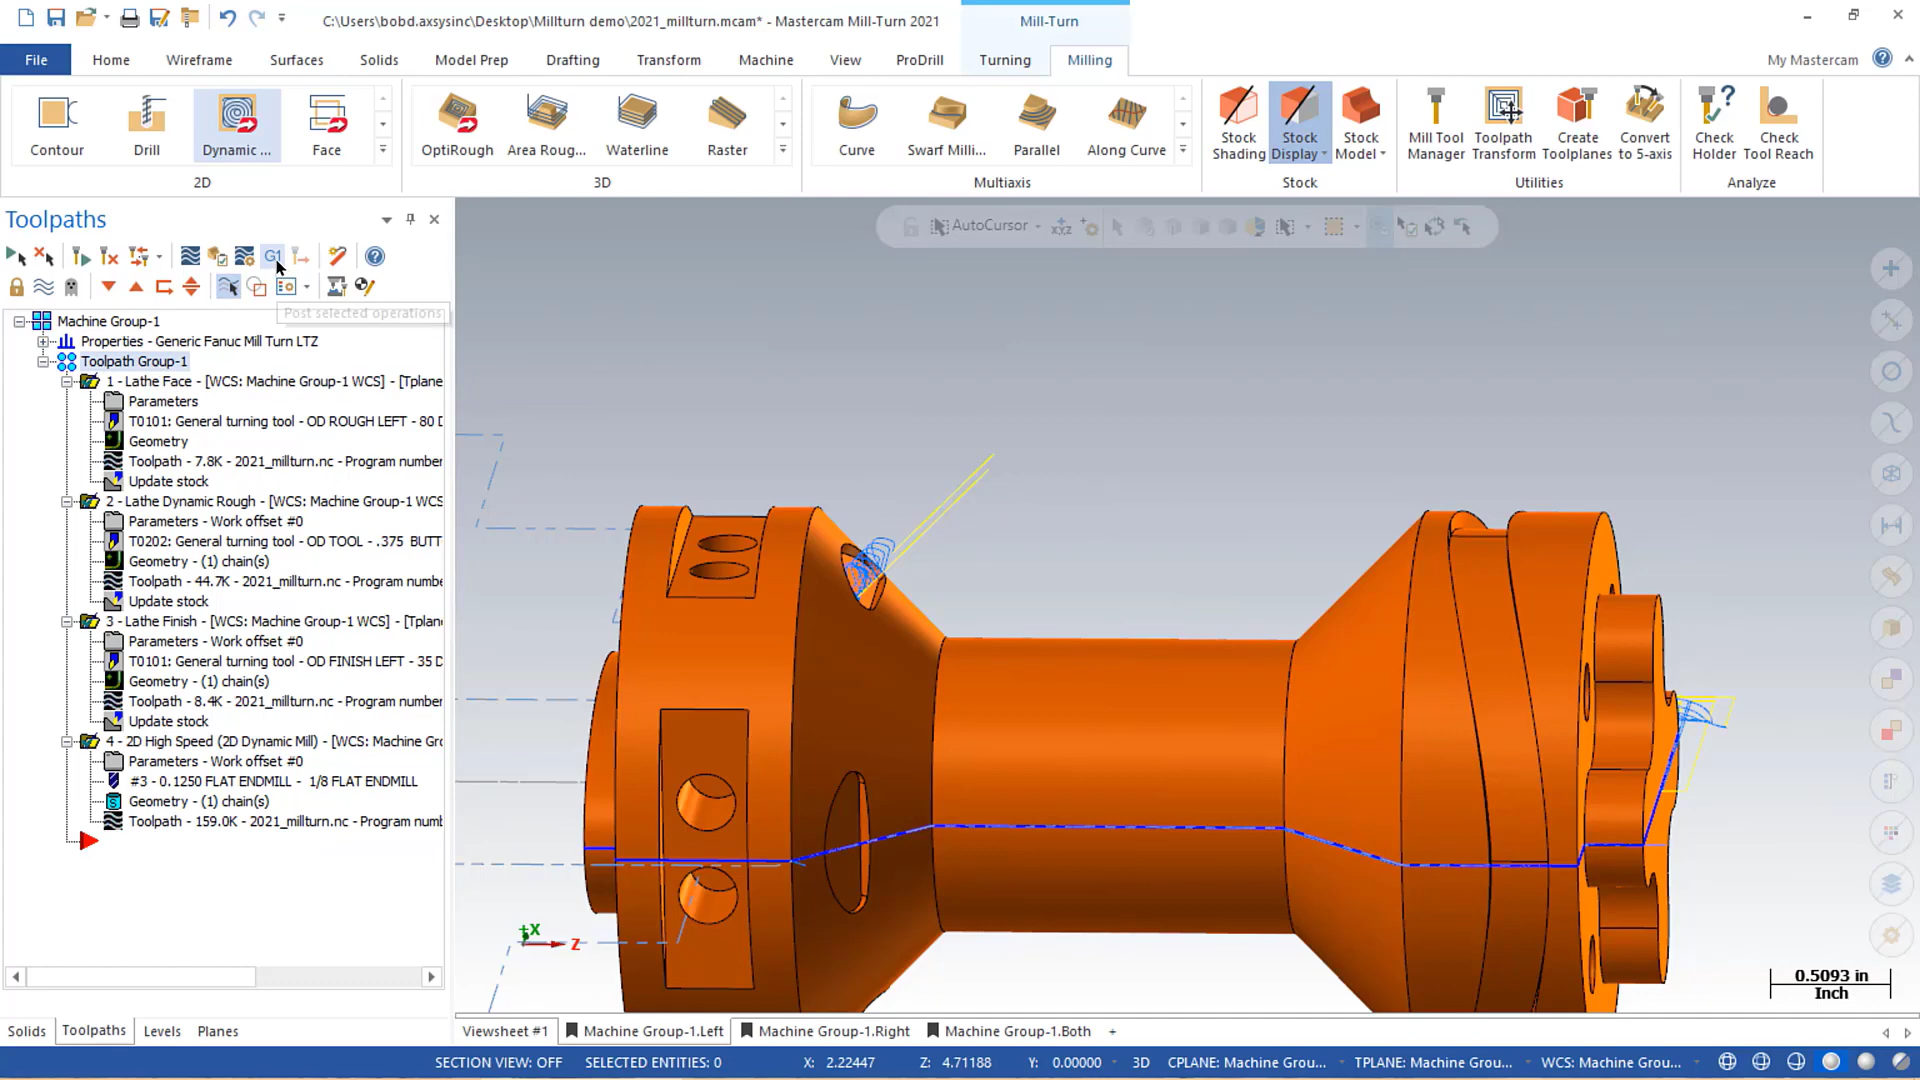 C:\Users\bobd.axsysinc\Desktop\Millturn demo\2021_millturn.mcam* - Mastercam Mill-Turn 2021
Mill-Turn
File Home Wireframe Surfaces Solids Model Prep Drafting Transform Machine View ProDrill Turning Milling My Mastercam
Contour Drill Dynamic ... Face OptiRough Area Roug... Waterline Raster Curve Swarf Milli... Parallel Along Curve
Stock Shading Stock Display Stock Model Mill Tool Manager Toolpath Transform Create Toolplanes Convert to 5-axis Check Holder Check Tool Reach
2D 3D Multiaxis Stock Utilities Analyze
Toolpaths
AutoCursor
G1
Post selected operations
Machine Group-1
Properties - Generic Fanuc Mill Turn LTZ
Toolpath Group-1
1 - Lathe Face - [WCS: Machine Group-1 WCS] - [Tplane
Parameters
T0101: General turning tool - OD ROUGH LEFT - 80 D
Geometry
Toolpath - 7.8K - 2021_millturn.nc - Program number
Update stock
2 - Lathe Dynamic Rough - [WCS: Machine Group-1 WCS
Parameters - Work offset #0
T0202: General turning tool - OD TOOL - .375 BUTT
Geometry - (1) chain(s)
Toolpath - 44.7K - 2021_millturn.nc - Program numbe
Update stock
3 - Lathe Finish - [WCS: Machine Group-1 WCS] - [Tplane
Parameters - Work offset #0
T0101: General turning tool - OD FINISH LEFT - 35 D
Geometry - (1) chain(s)
Toolpath - 8.4K - 2021_millturn.nc - Program number
Update stock
4 - 2D High Speed (2D Dynamic Mill) - [WCS: Machine Gro
Parameters - Work offset #0
#3 - 0.1250 FLAT ENDMILL - 1/8 FLAT ENDMILL
Geometry - (1) chain(s)
Toolpath - 159.0K - 2021_millturn.nc - Program numb
+X
Z
0.5093 in
Inch
Solids Toolpaths Levels Planes
Viewsheet #1 Machine Group-1.Left Machine Group-1.Right Machine Group-1.Both +
SECTION VIEW: OFF SELECTED ENTITIES: 0 X: 2.22447 Z: 4.71188 Y: 0.00000 3D CPLANE: Machine Grou... TPLANE: Machine Grou... WCS: Machine Grou...